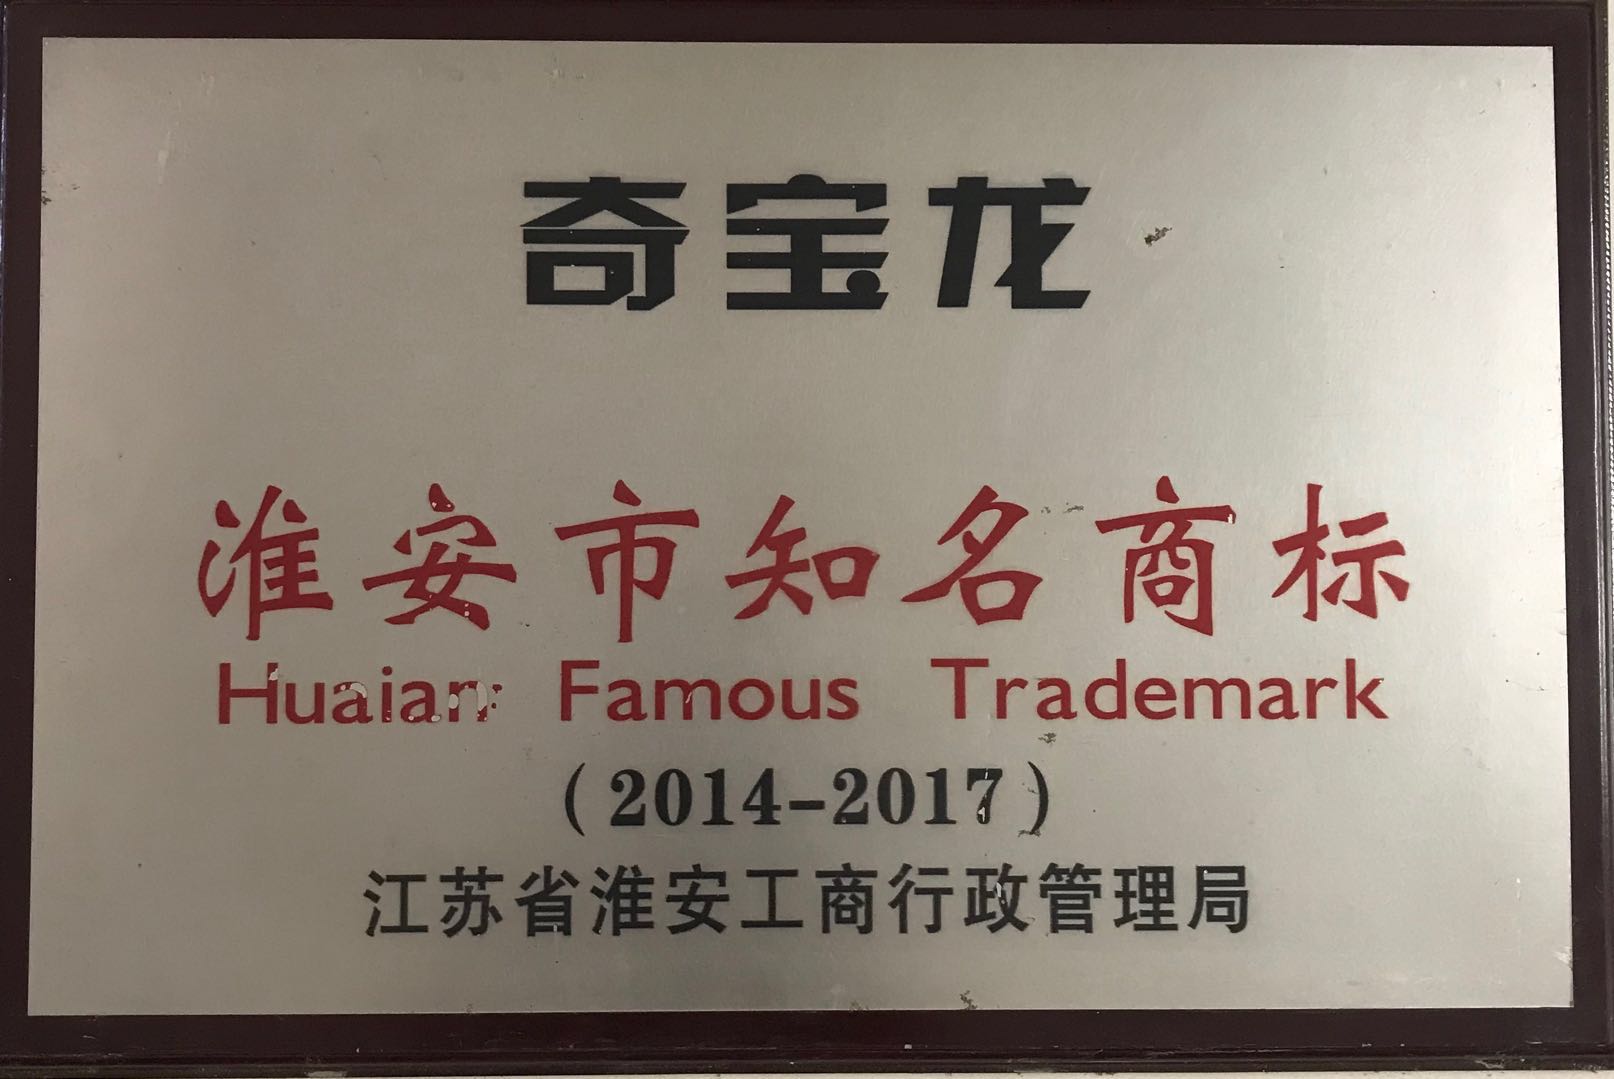 奇宝龙
淮安市知名商标
Huaian Famous Trademark
(2014-2017)
江苏省淮安工商行政管理局